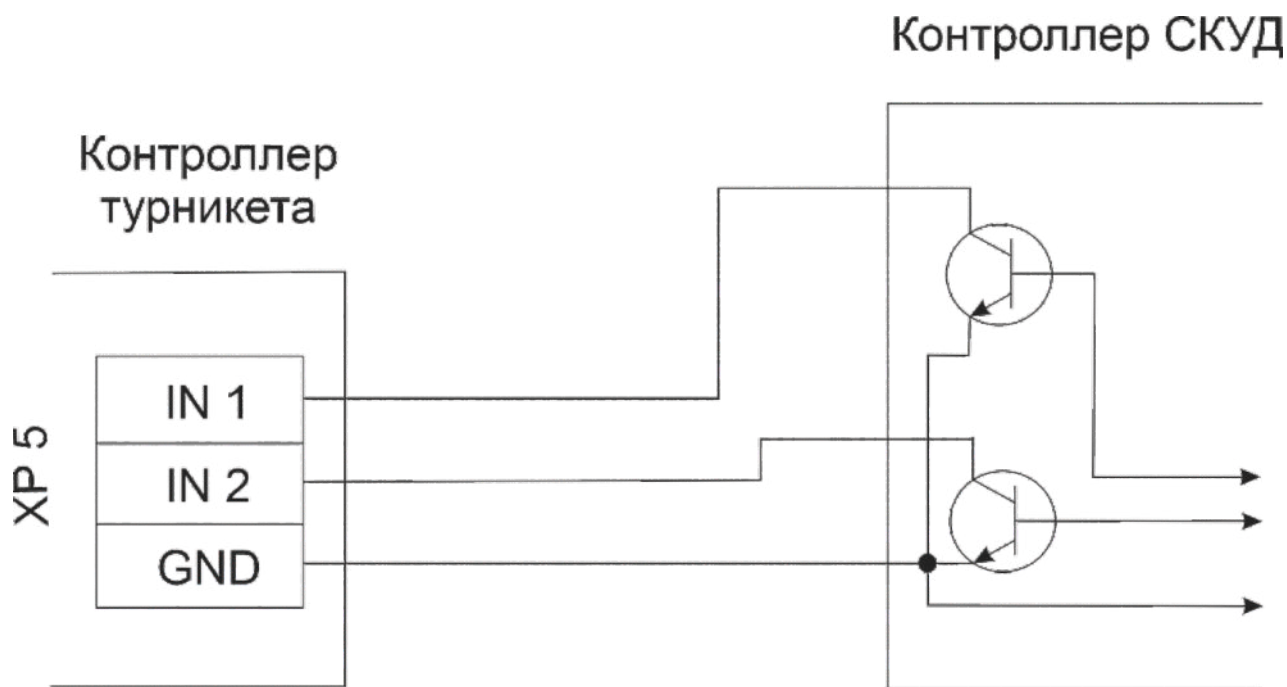 Контроллер СКУД
Контроллер
турникета
XP 5
IN 1
IN 2
GND